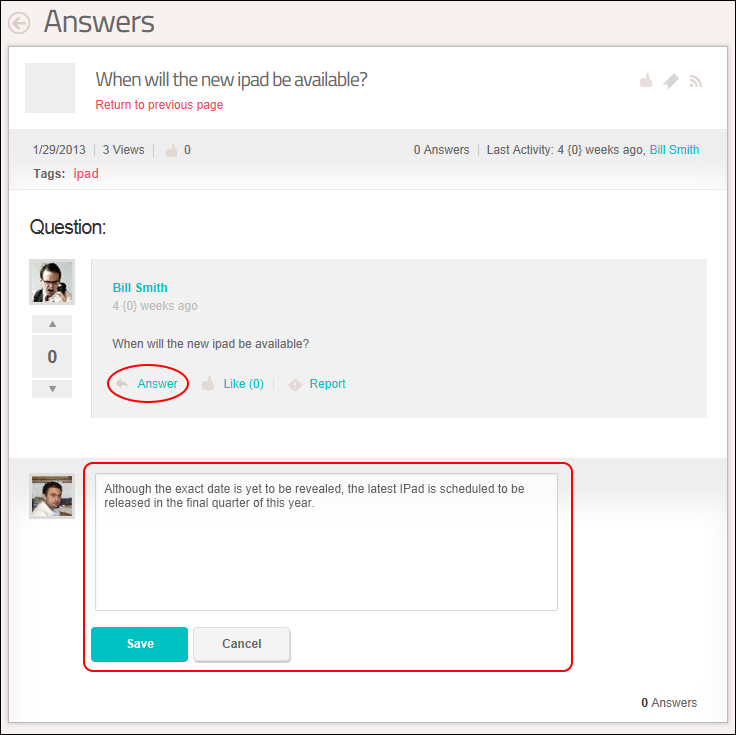 Answers
When will the new ipad be available?
Return to previous page
1/29/2013 3 Views 0 0 Answers Last Activity: 4 {0} weeks ago, Bill Smith
Tags: ipad
Question:
Bill Smith
4 {0} weeks ago
When will the new ipad be available?
0
Answer Like (0) Report
Although the exact date is yet to be revealed, the latest IPad is scheduled to be
released in the final quarter of this year.
Save Cancel
0 Answers